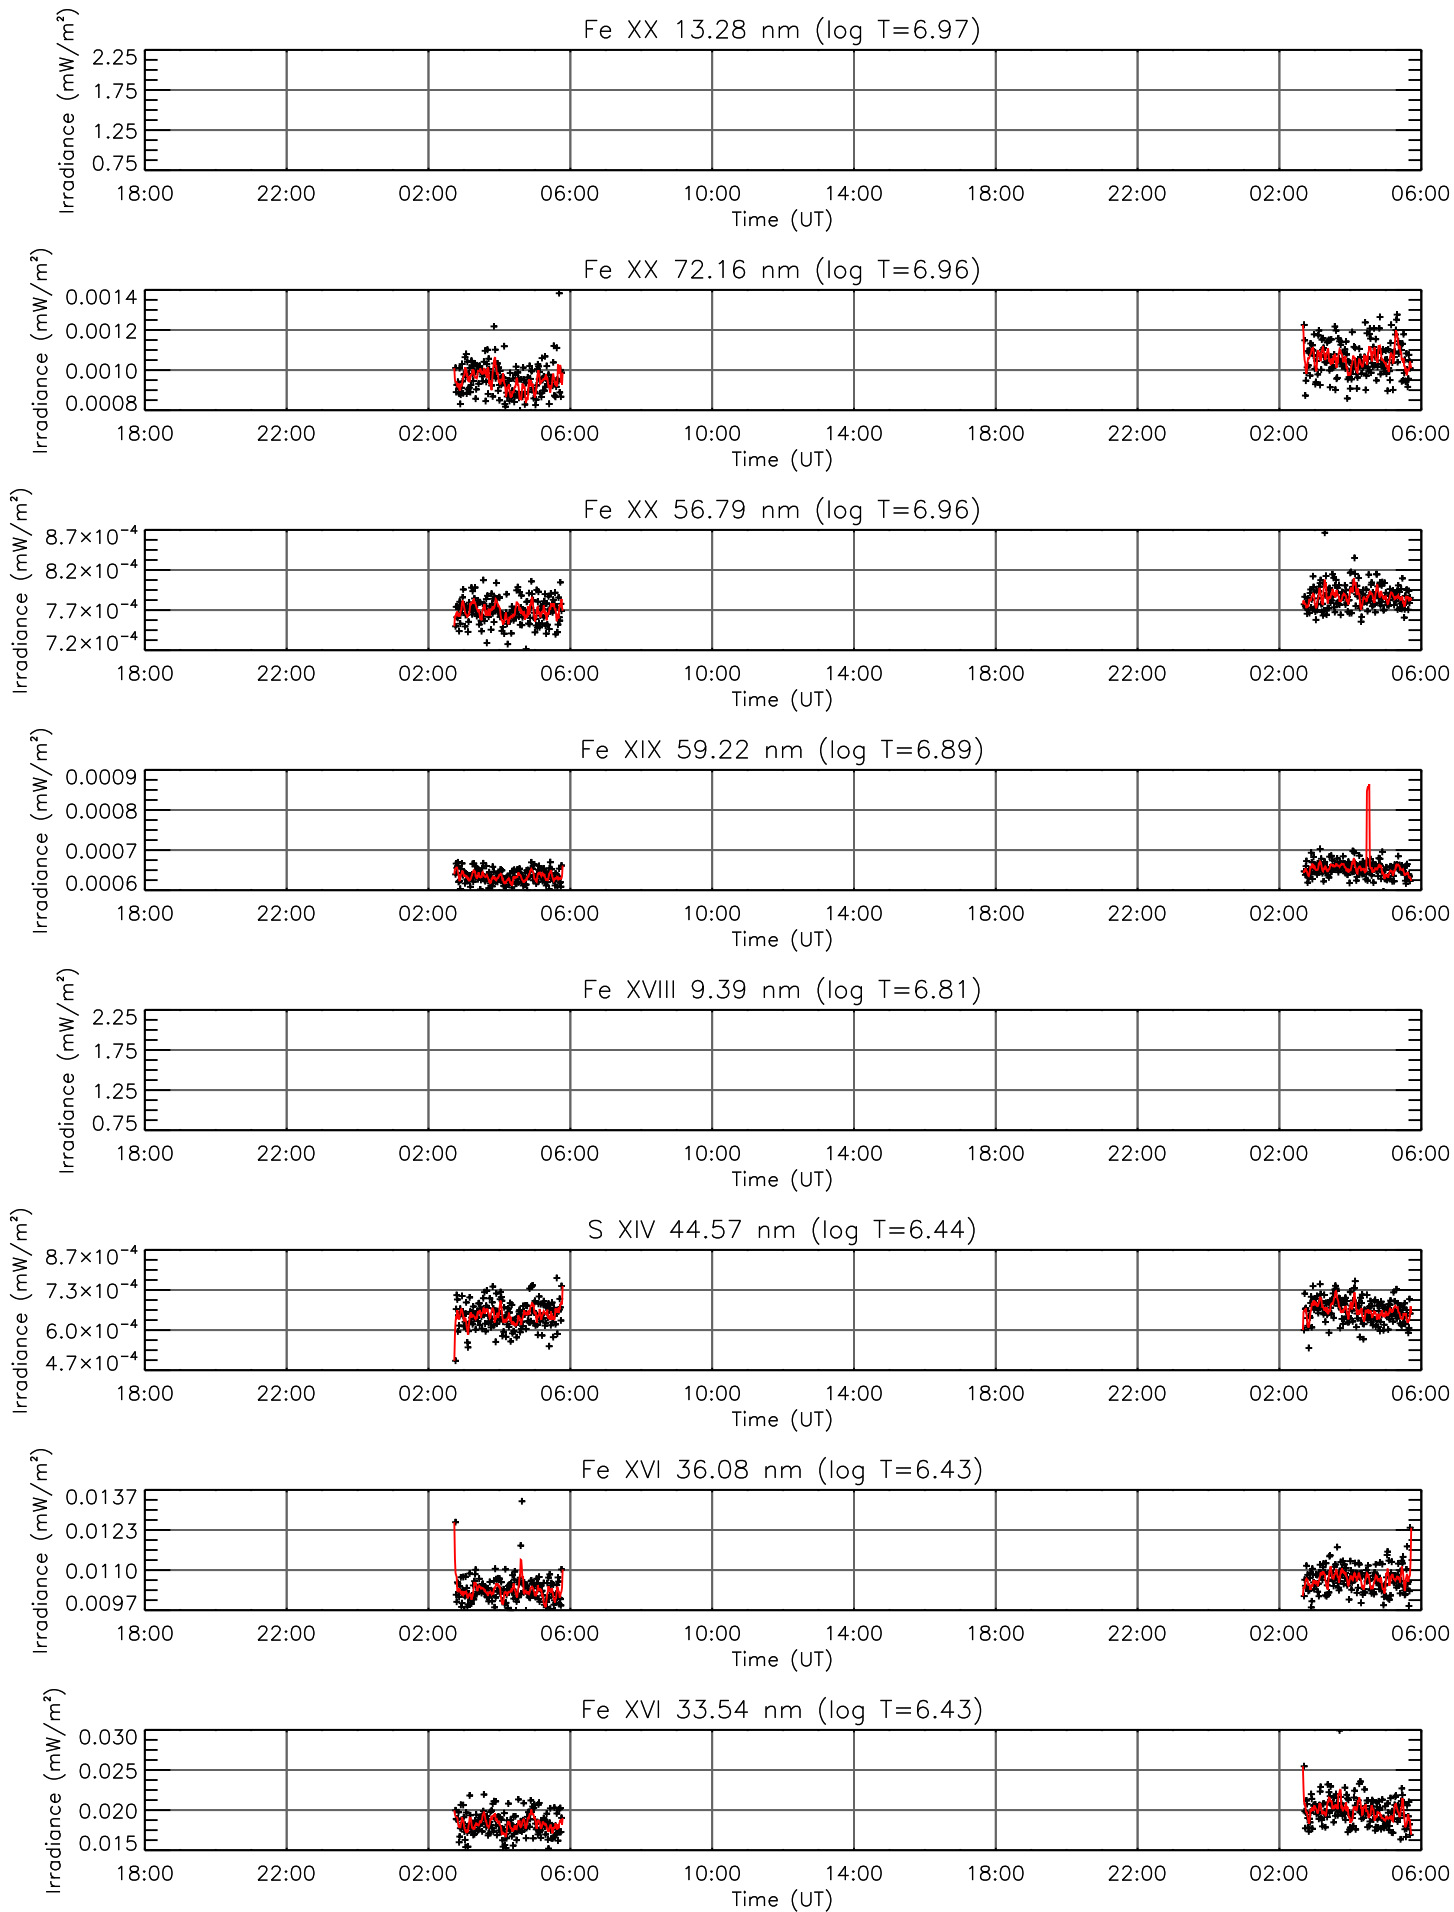 Fe XX 13.28 nm (log T=6.97)
Irradiance (mW/m²)
2.25
1.75
1.25
0.75
18:00 22:00 02:00 06:00 10:00 14:00 18:00 22:00 02:00 06:00
Time (UT)
Fe XX 72.16 nm (log T=6.96)
Irradiance (mW/m²)
0.0014
0.0012
0.0010
0.0008
18:00 22:00 02:00 06:00 10:00 14:00 18:00 22:00 02:00 06:00
Time (UT)
Fe XX 56.79 nm (log T=6.96)
Irradiance (mW/m²)
8.7×10⁻⁴
8.2×10⁻⁴
7.7×10⁻⁴
7.2×10⁻⁴
18:00 22:00 02:00 06:00 10:00 14:00 18:00 22:00 02:00 06:00
Time (UT)
Fe XIX 59.22 nm (log T=6.89)
Irradiance (mW/m²)
0.0009
0.0008
0.0007
0.0006
18:00 22:00 02:00 06:00 10:00 14:00 18:00 22:00 02:00 06:00
Time (UT)
Fe XVIII 9.39 nm (log T=6.81)
Irradiance (mW/m²)
2.25
1.75
1.25
0.75
18:00 22:00 02:00 06:00 10:00 14:00 18:00 22:00 02:00 06:00
Time (UT)
S XIV 44.57 nm (log T=6.44)
Irradiance (mW/m²)
8.7×10⁻⁴
7.3×10⁻⁴
6.0×10⁻⁴
4.7×10⁻⁴
18:00 22:00 02:00 06:00 10:00 14:00 18:00 22:00 02:00 06:00
Time (UT)
Fe XVI 36.08 nm (log T=6.43)
Irradiance (mW/m²)
0.0137
0.0123
0.0110
0.0097
18:00 22:00 02:00 06:00 10:00 14:00 18:00 22:00 02:00 06:00
Time (UT)
Fe XVI 33.54 nm (log T=6.43)
Irradiance (mW/m²)
0.030
0.025
0.020
0.015
18:00 22:00 02:00 06:00 10:00 14:00 18:00 22:00 02:00 06:00
Time (UT)